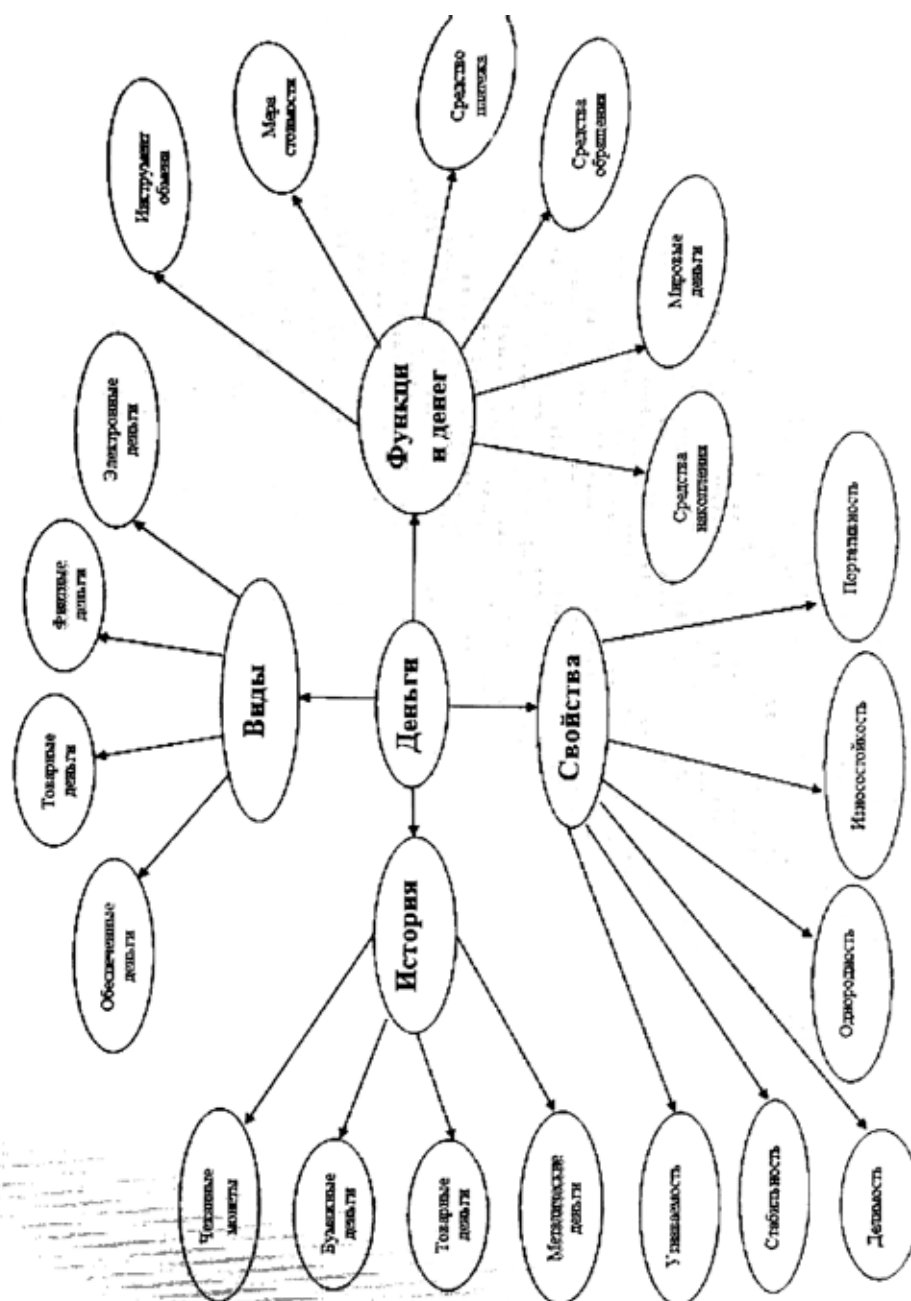 Обеспеченные
деньги
Товарные
деньги
Фиатные
деньги
Электронные
деньги
Инструмент
обмена
Мера
стоимости
Средство
платежа
Средства
обращения
Мировые
деньги
Средства
накопления
Виды
Функци
и денег
Деньги
История
Свойства
Чеканные
монеты
Бумажные
деньги
Товарные
деньги
Металлические
деньги
Узнаваемость
Стабильность
Делимость
Однородность
Износостойкость
Портативность